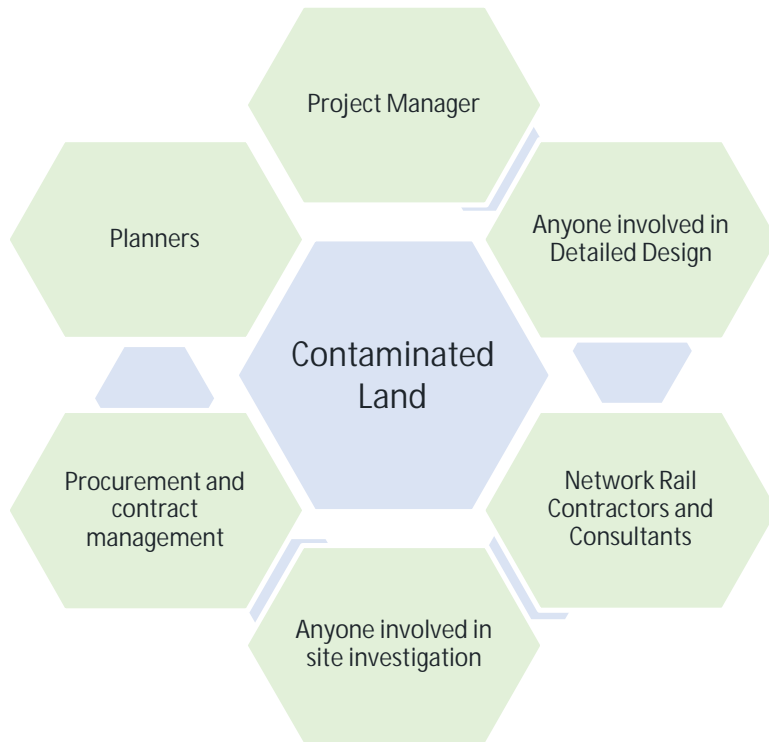 Project Manager
Anyone involved in
Detailed Design
Network Rail
Contractors and
Consultants
Anyone involved in
site investigation
Procurement and
contract
management
Planners
Contaminated
Land